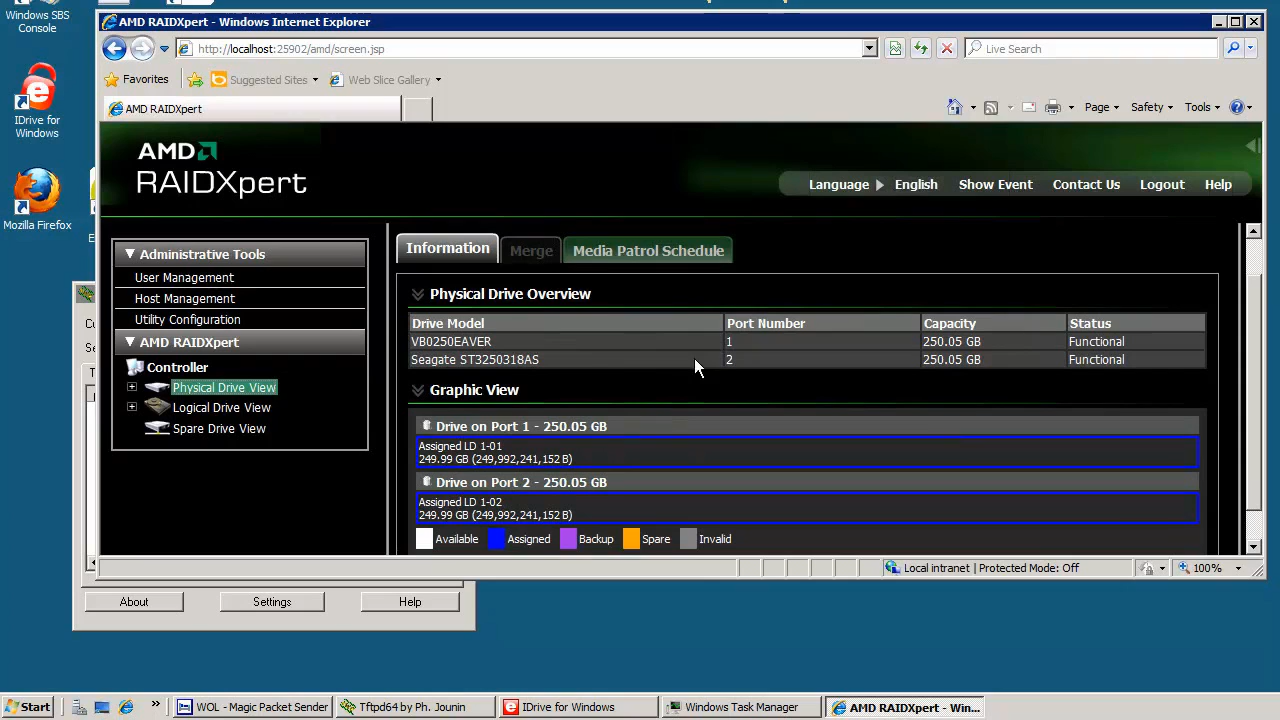 Windows SBS
Console
IDrive for
Windows
Mozilla Firefox
AMD RAIDXpert - Windows Internet Explorer
http://localhost:25902/amd/screen.jsp
Live Search
Favorites
Suggested Sites
Web Slice Gallery
AMD RAIDXpert
Page
Safety
Tools
AMD
RAIDXpert
Language
English
Show Event
Contact Us
Logout
Help
Administrative Tools
User Management
Host Management
Utility Configuration
AMD RAIDXpert
Controller
Physical Drive View
Logical Drive View
Spare Drive View
Information
Merge
Media Patrol Schedule
Physical Drive Overview
Drive Model Port Number Capacity Status
VB0250EAVER 1 250.05 GB Functional
Seagate ST3250318AS 2 250.05 GB Functional
Graphic View
Drive on Port 1 - 250.05 GB
Assigned LD 1-01
249.99 GB (249,992,241,152 B)
Drive on Port 2 - 250.05 GB
Assigned LD 1-02
249.99 GB (249,992,241,152 B)
Available Assigned Backup Spare Invalid
Local intranet | Protected Mode: Off
100%
About
Settings
Help
Start
WOL - Magic Packet Sender
Tftpd64 by Ph. Jounin
IDrive for Windows
Windows Task Manager
AMD RAIDXpert - Win...